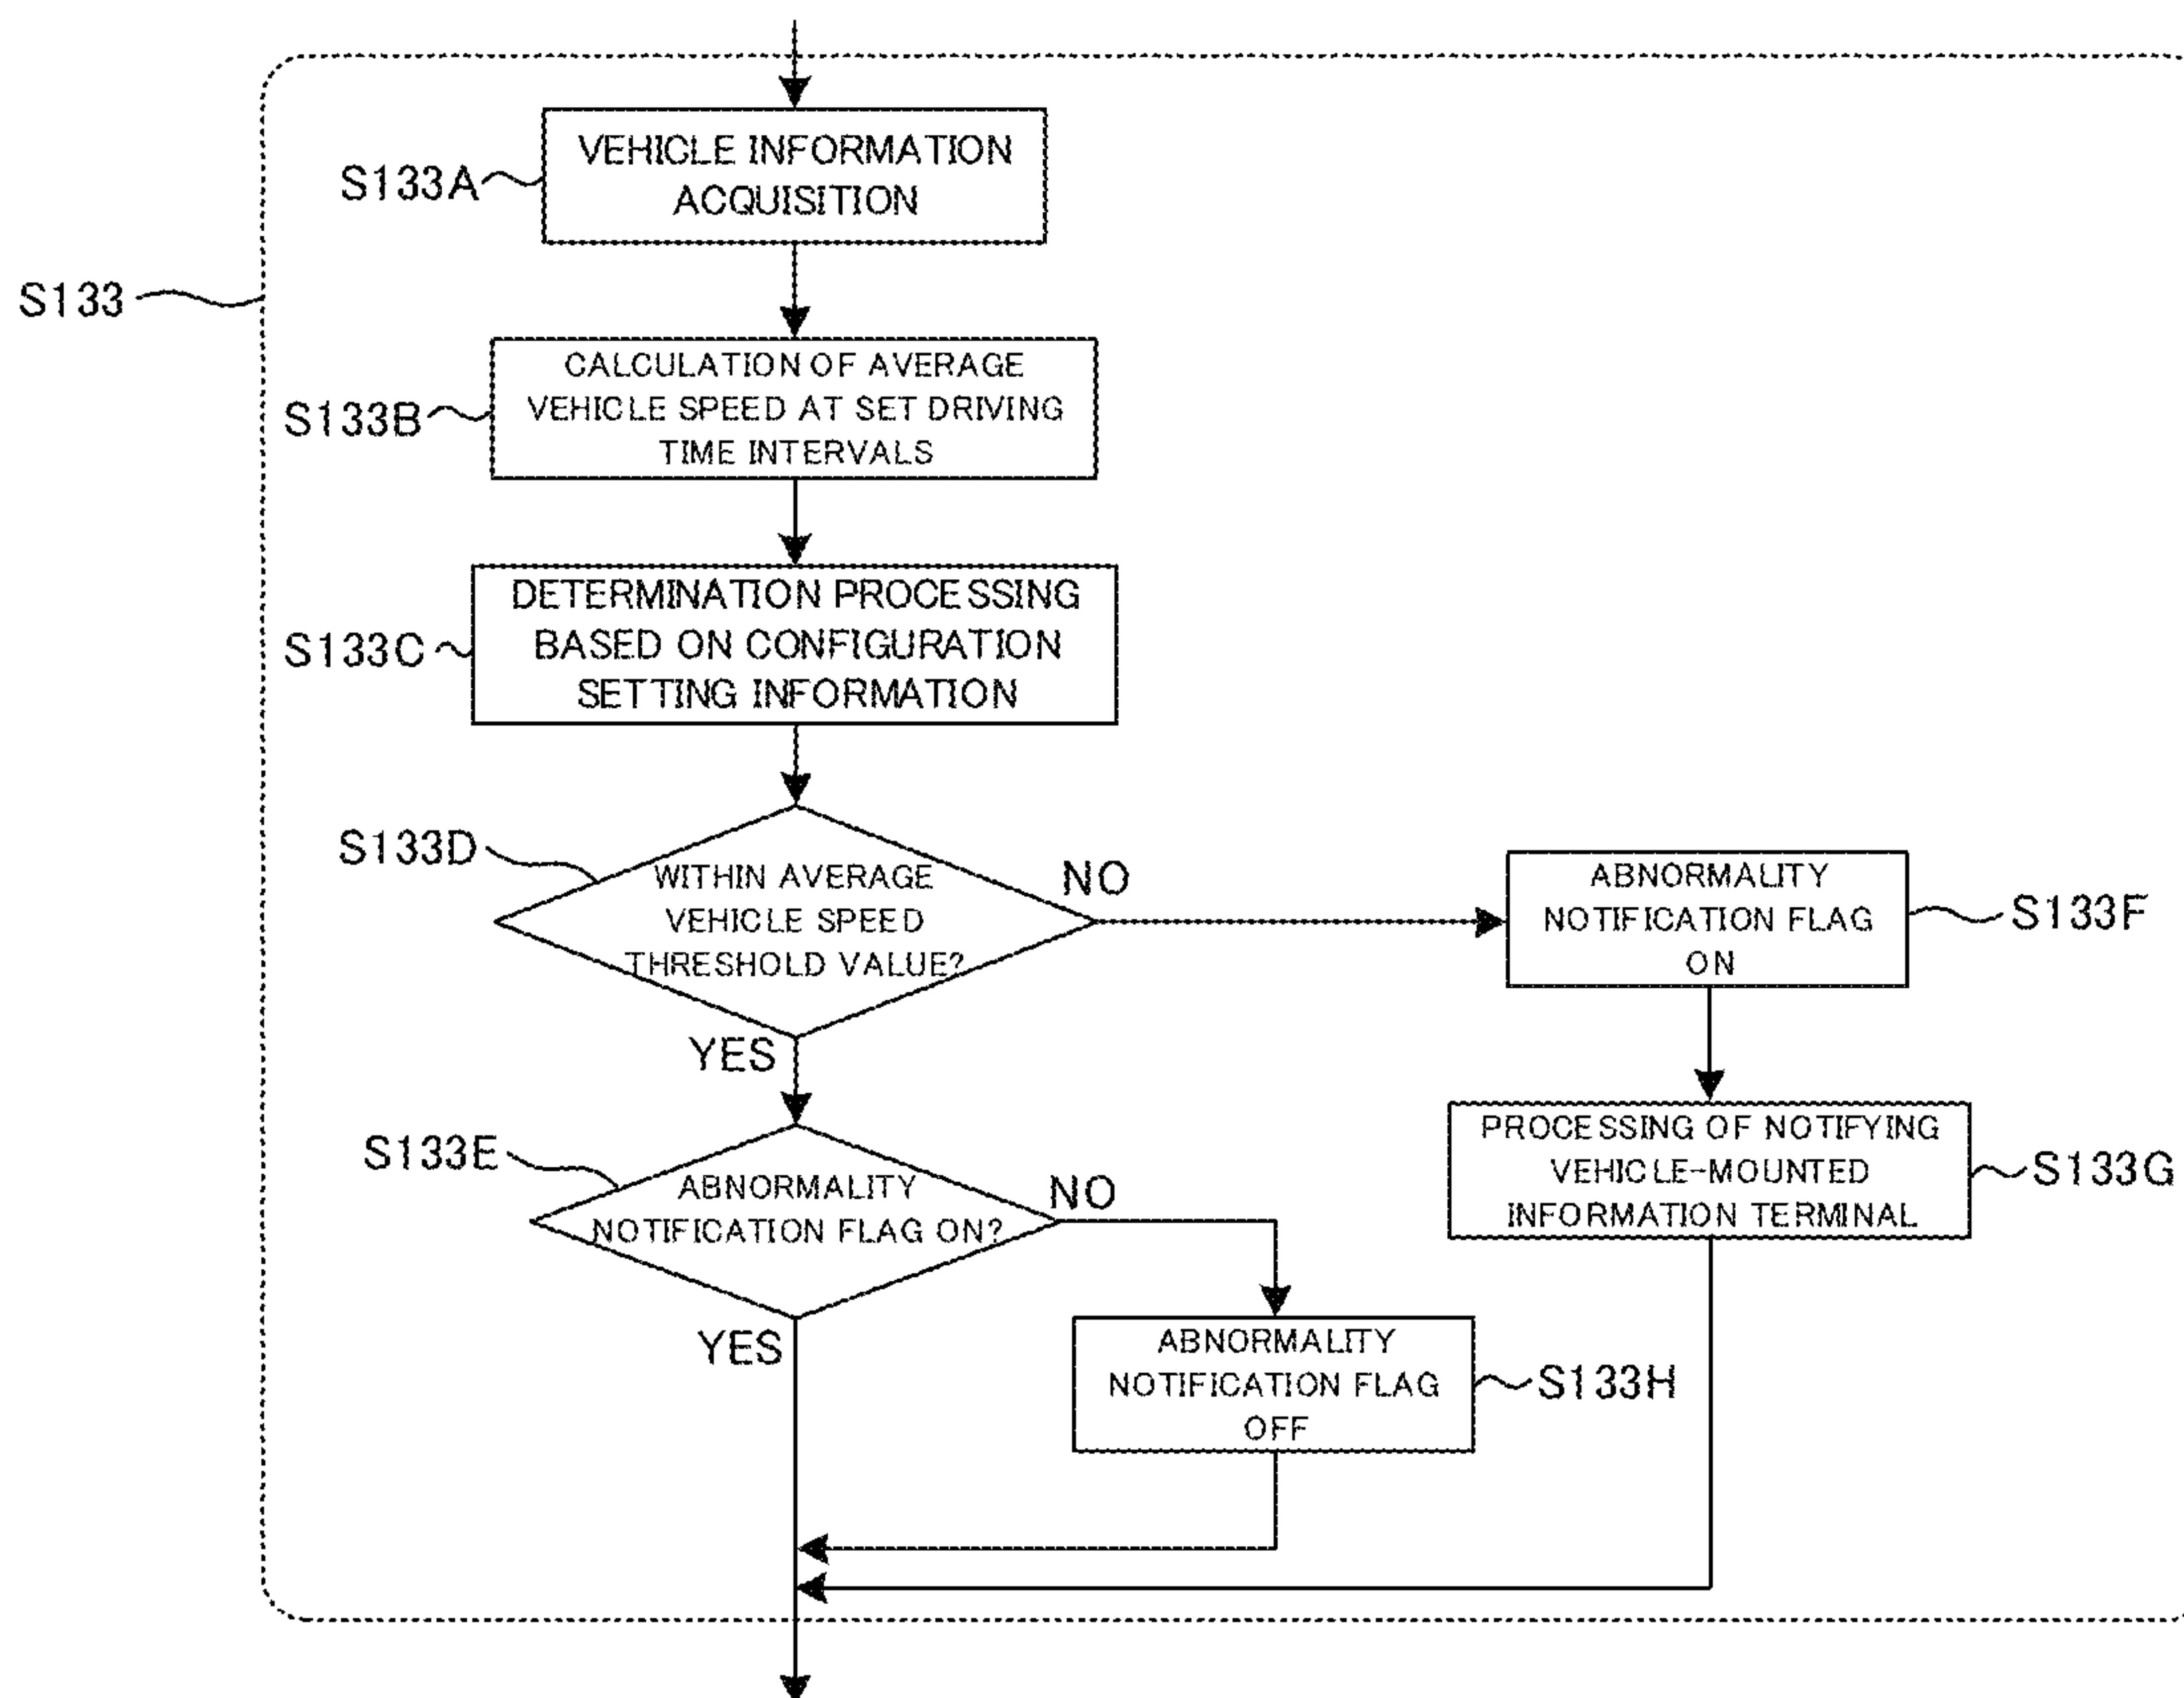 S133A
VEHICLE INFORMATION
ACQUISITION
S133
S133B
CALCULATION OF AVERAGE
VEHICLE SPEED AT SET DRIVING
TIME INTERVALS
S133C
DETERMINATION PROCESSING
BASED ON CONFIGURATION
SETTING INFORMATION
S133D
WITHIN AVERAGE
VEHICLE SPEED
THRESHOLD VALUE?
NO
YES
ABNORMALITY
NOTIFICATION FLAG
ON
S133F
S133E
ABNORMALITY
NOTIFICATION FLAG ON?
NO
YES
PROCESSING OF NOTIFYING
VEHICLE-MOUNTED
INFORMATION TERMINAL
S133G
ABNORMALITY
NOTIFICATION FLAG
OFF
S133H